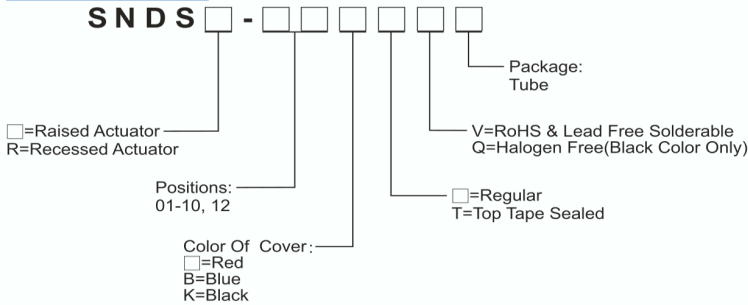 SNDS□-□□□□□□
Package:
Tube
□=Raised Actuator
R=Recessed Actuator
V=RoHS & Lead Free Solderable
Q=Halogen Free(Black Color Only)
Positions:
01-10, 12
□=Regular
T=Top Tape Sealed
Color Of Cover:
□=Red
B=Blue
K=Black